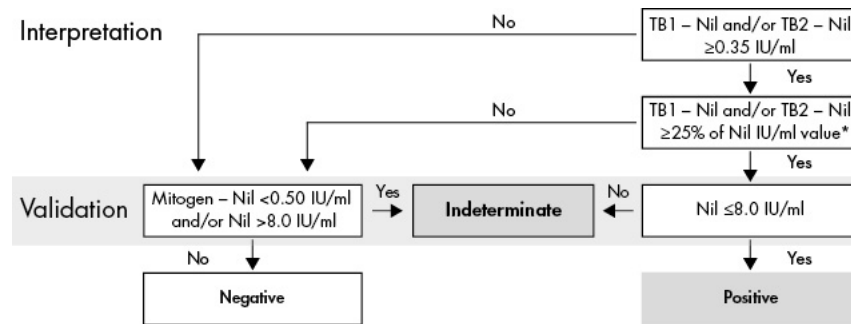 Interpretation
No
TB1 – Nil and/or TB2 – Nil
≥0.35 IU/ml
Yes
No
TB1 – Nil and/or TB2 – Nil
≥25% of Nil IU/ml value*
Yes
Validation
Mitogen – Nil <0.50 IU/ml
and/or Nil >8.0 IU/ml
Yes
Indeterminate
No
Nil ≤8.0 IU/ml
No
Yes
Negative
Positive